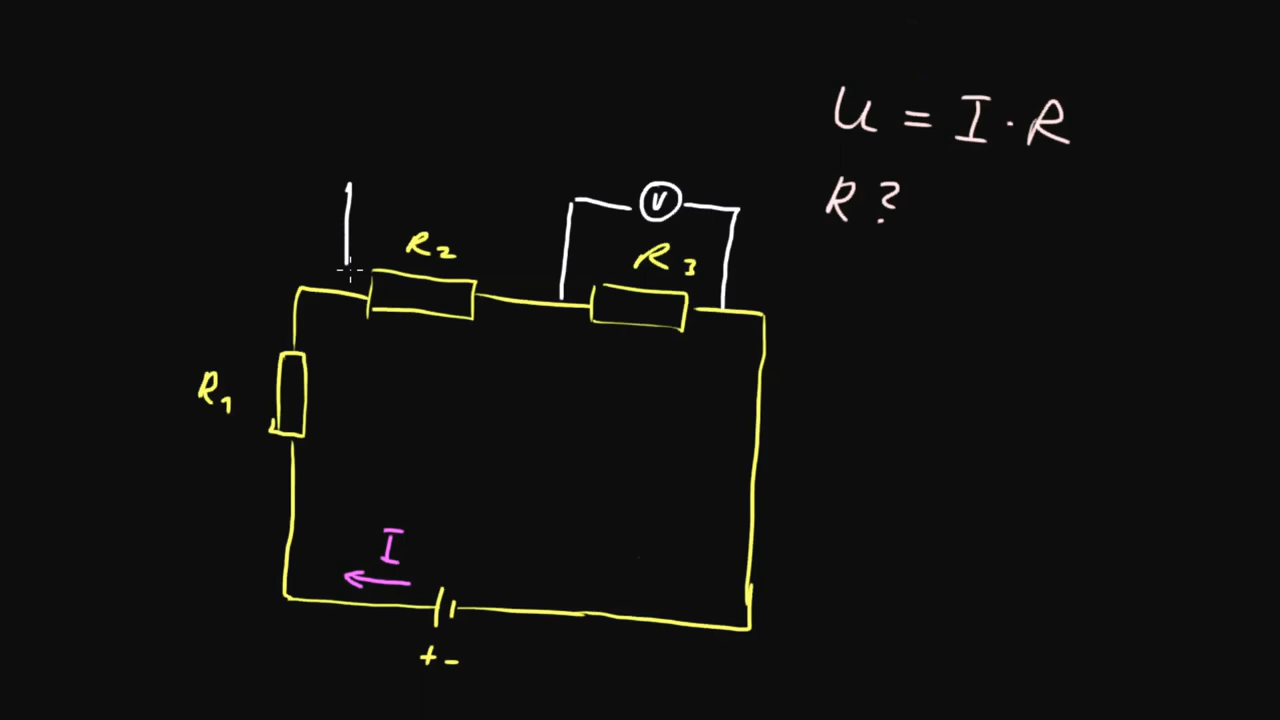 U = I · R
R ?
V
R₂
R₃
R₁
I
+ -